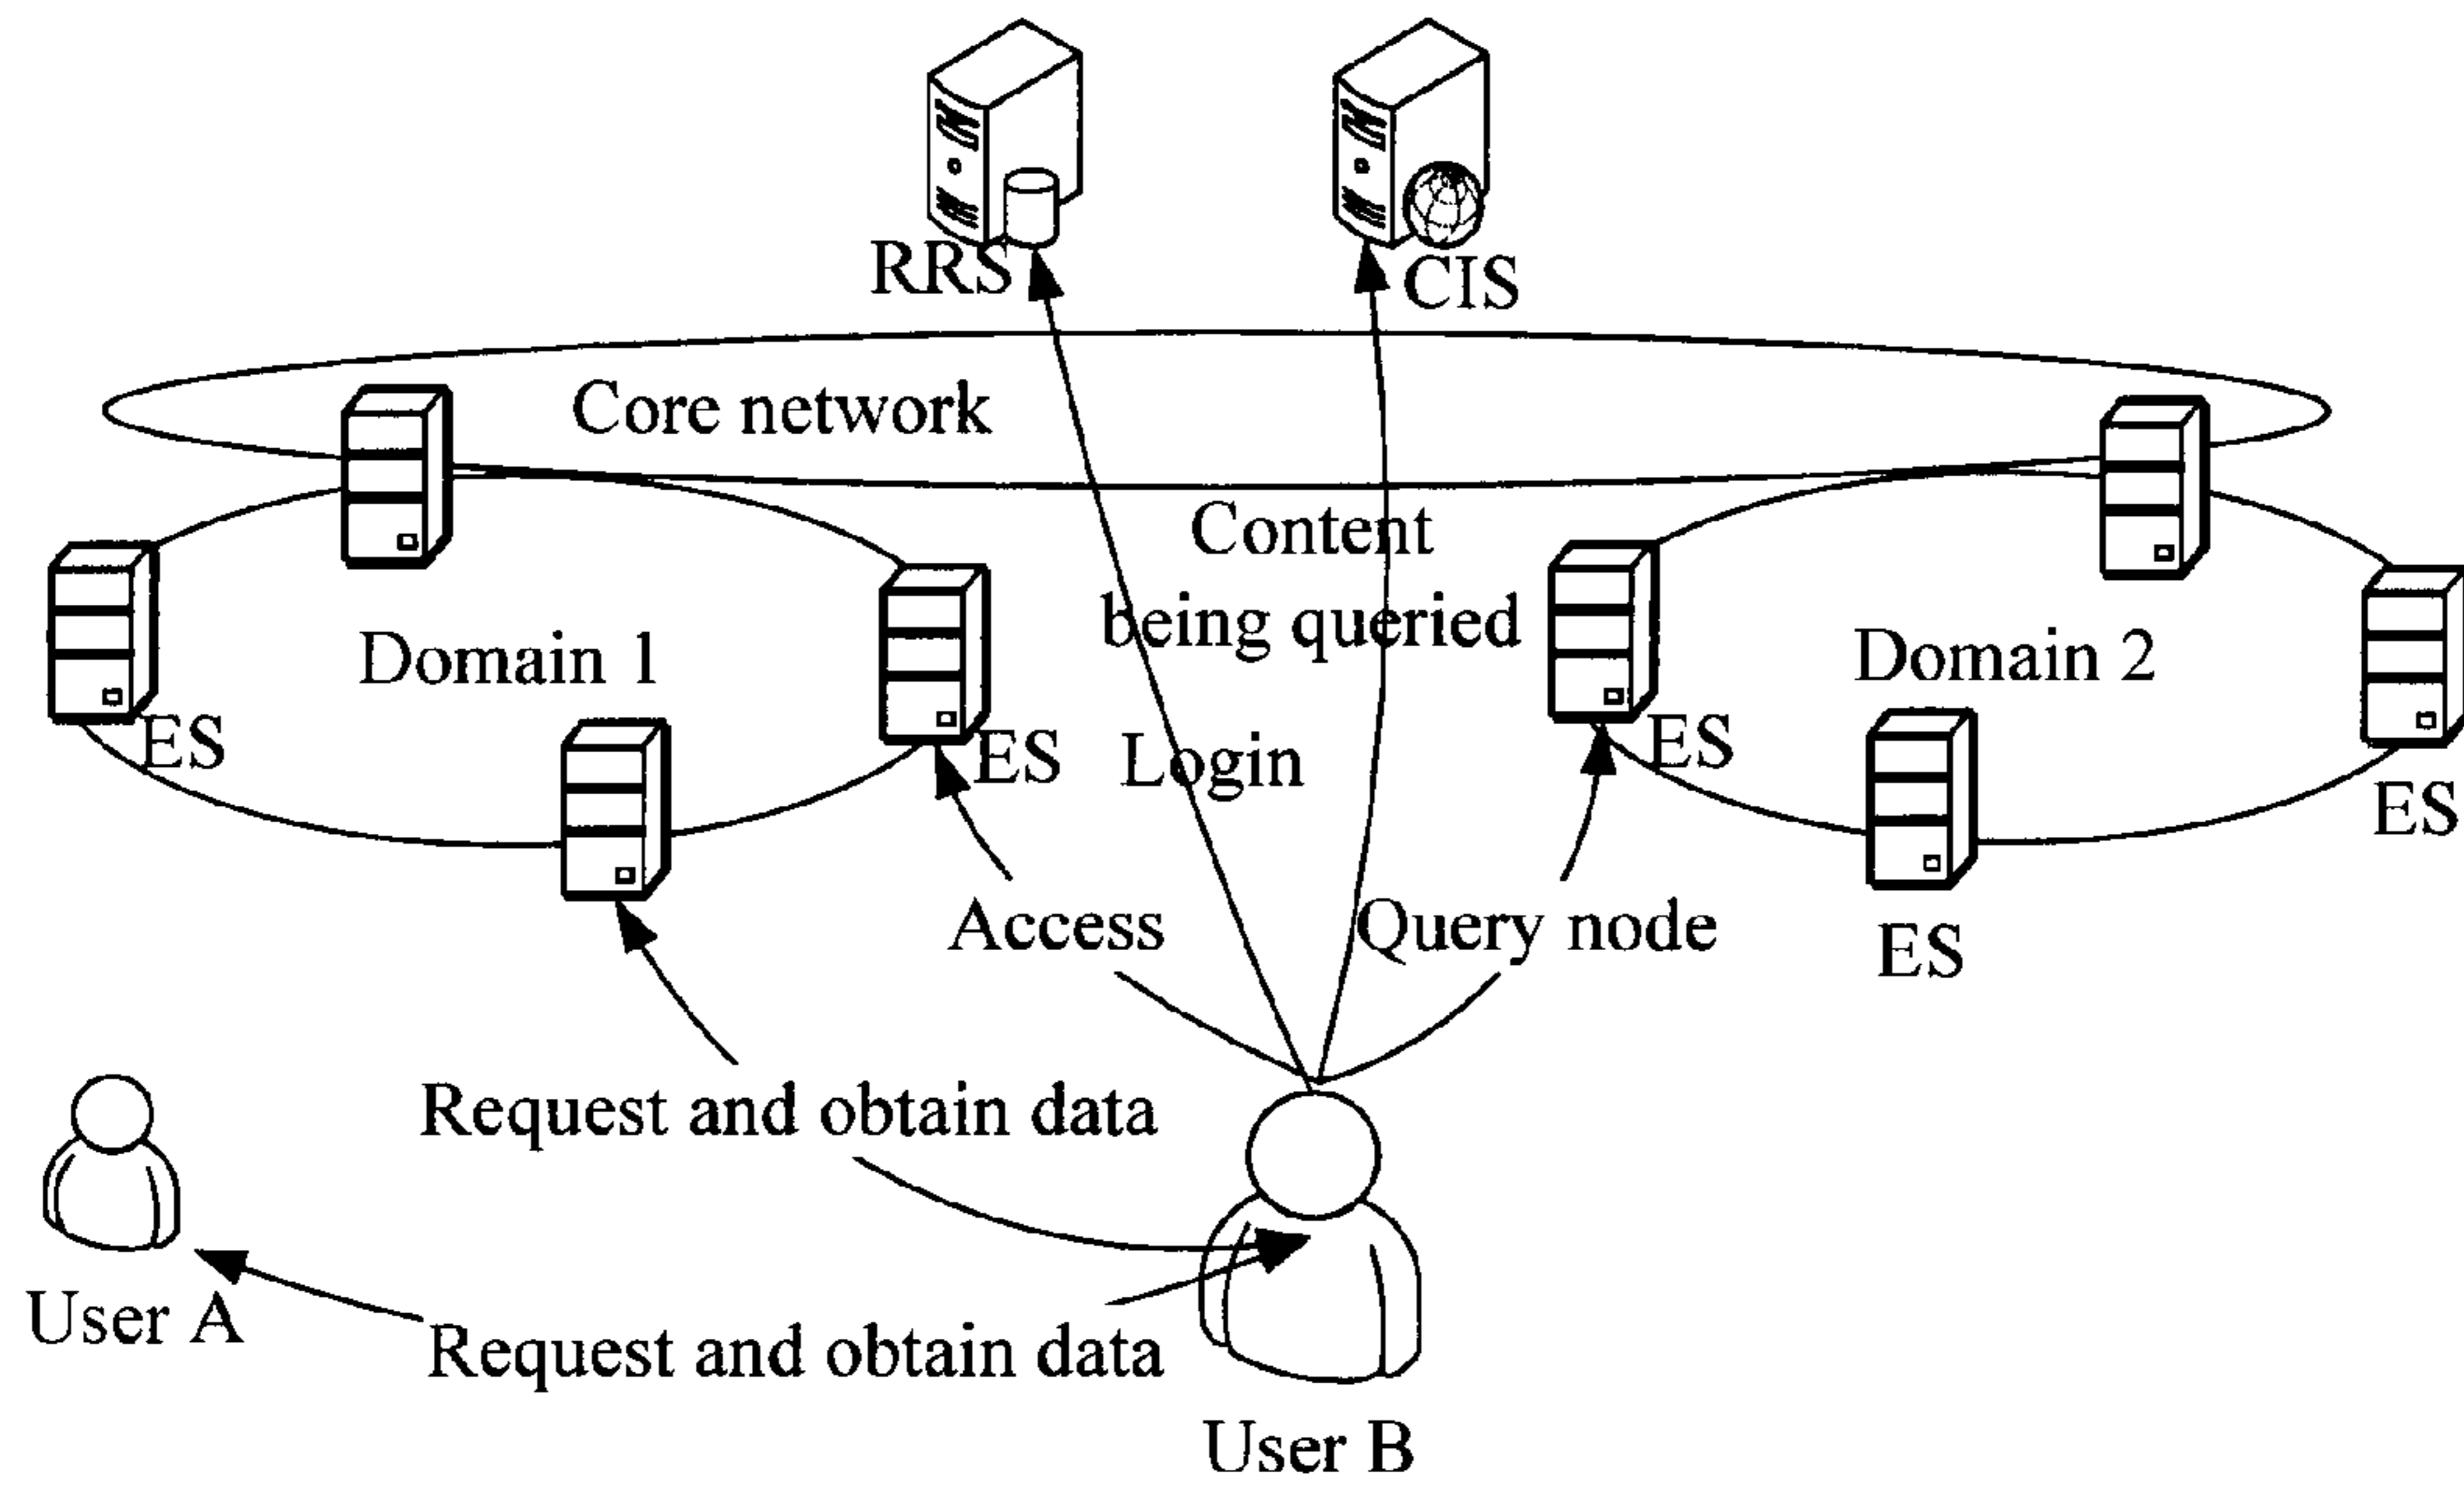 RRS
CIS
Core network
Content
being queried
Domain 1
Domain 2
ES
ES
Login
ES
ES
Access
Query node
ES
Request and obtain data
User A
Request and obtain data
User B